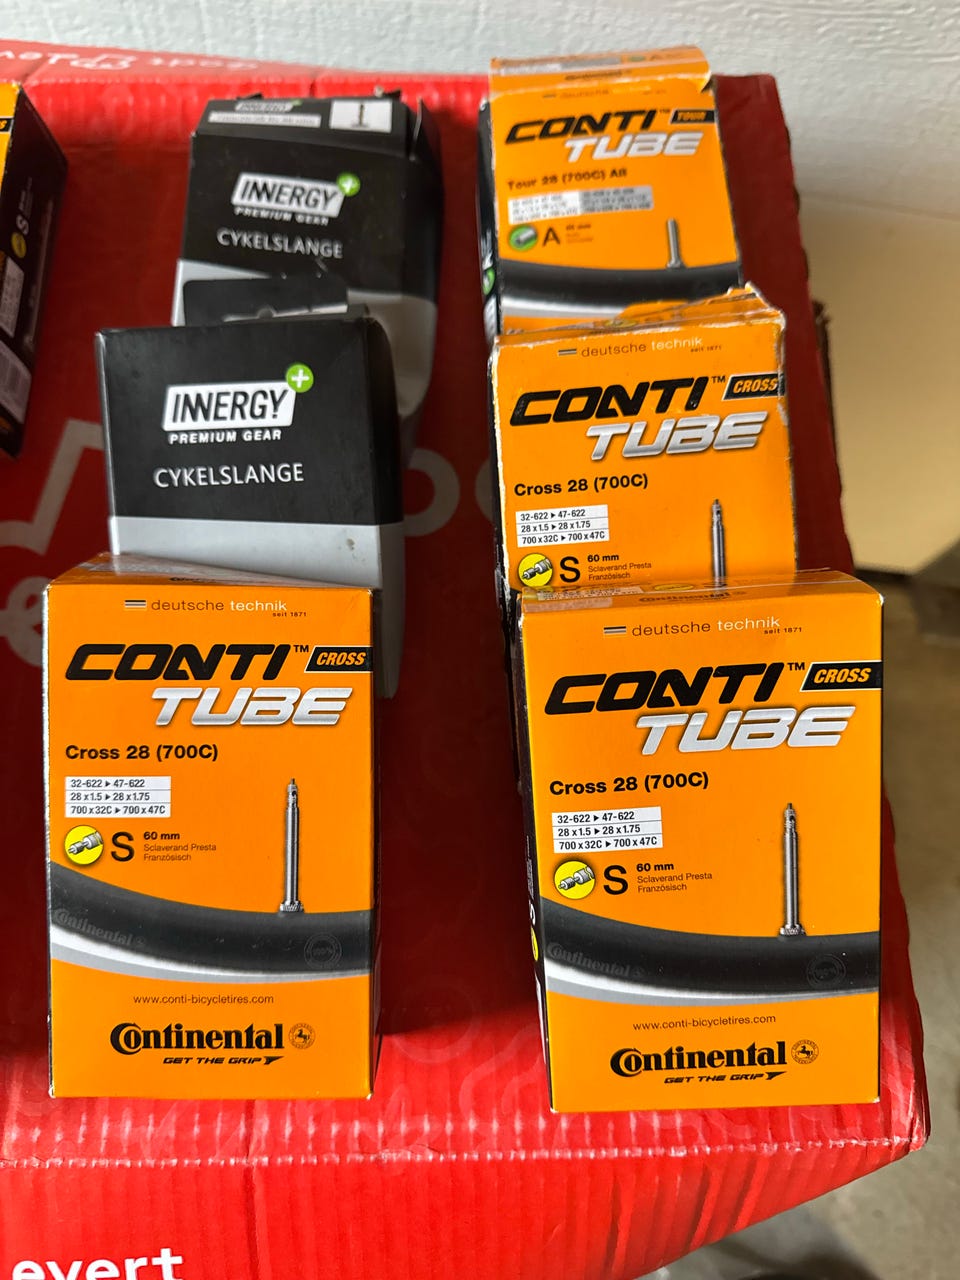 INNERGY
PREMIUM GEAR
CYKELSLANGE
CONTI™ TOUR
TUBE
Tour 28 (700C) All
A
INNERGY
PREMIUM GEAR
CYKELSLANGE
deutsche technik
seit 1871
CONTI™ CROSS
TUBE
Cross 28 (700C)
32-622 ▸ 47-622
28 x 1.5 ▸ 28 x 1.75
700 x 32C ▸ 700 x 47C
S 60 mm
Sclaverand Presta
Französisch
S
deutsche technik
seit 1871
CONTI™ CROSS
TUBE
Cross 28 (700C)
32-622 ▸ 47-622
28 x 1.5 ▸ 28 x 1.75
700 x 32C ▸ 700 x 47C
S 60 mm
Sclaverand Presta
Französisch
Continental
www.conti-bicycletires.com
Continental
GET THE GRIP
deutsche technik
seit 1871
CONTI™ CROSS
TUBE
Cross 28 (700C)
32-622 ▸ 47-622
28 x 1.5 ▸ 28 x 1.75
700 x 32C ▸ 700 x 47C
S 60 mm
Sclaverand Presta
Französisch
Continental
www.conti-bicycletires.com
Continental
GET THE GRIP
evert